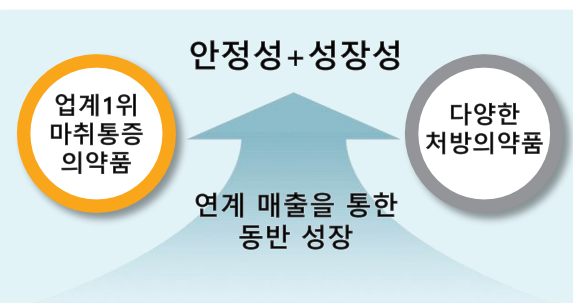 안정성+성장성
업계1위
마취통증
의약품
다양한
처방의약품
연계 매출을 통한
동반 성장